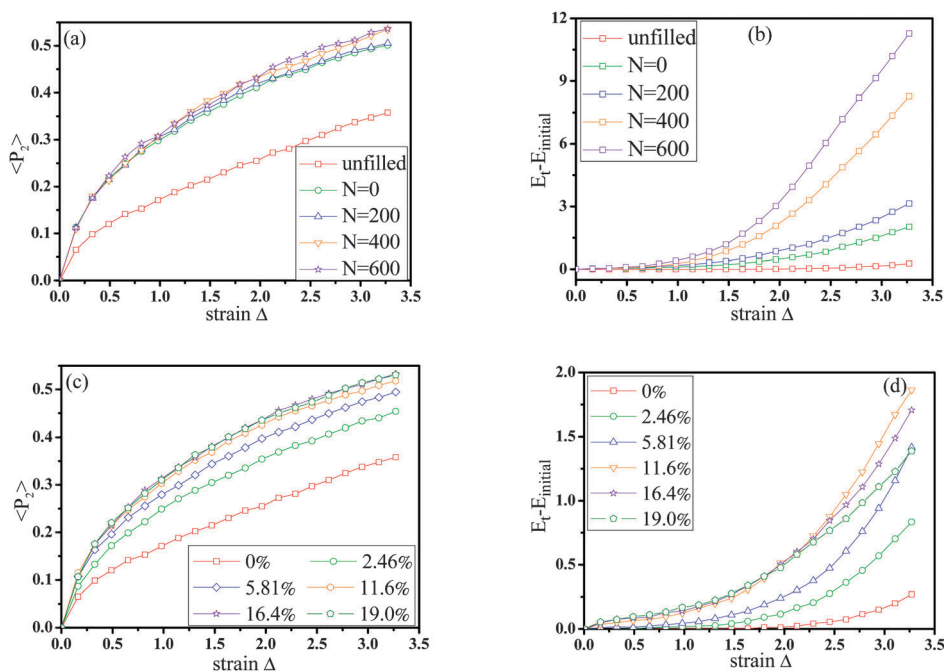 (a)
<P₂>
0.5
0.4
0.3
0.2
0.1
0.0
0.0 0.5 1.0 1.5 2.0 2.5 3.0 3.5
strain Δ
unfilled
N=0
N=200
N=400
N=600
(b)
E_t-E_initial
12
9
6
3
0
0.0 0.5 1.0 1.5 2.0 2.5 3.0 3.5
strain Δ
unfilled
N=0
N=200
N=400
N=600
(c)
<P₂>
0.5
0.4
0.3
0.2
0.1
0.0
0.0 0.5 1.0 1.5 2.0 2.5 3.0 3.5
strain Δ
0% 2.46%
5.81% 11.6%
16.4% 19.0%
(d)
E_t-E_initial
2.0
1.5
1.0
0.5
0.0
0.0 0.5 1.0 1.5 2.0 2.5 3.0 3.5
strain Δ
0%
2.46%
5.81%
11.6%
16.4%
19.0%